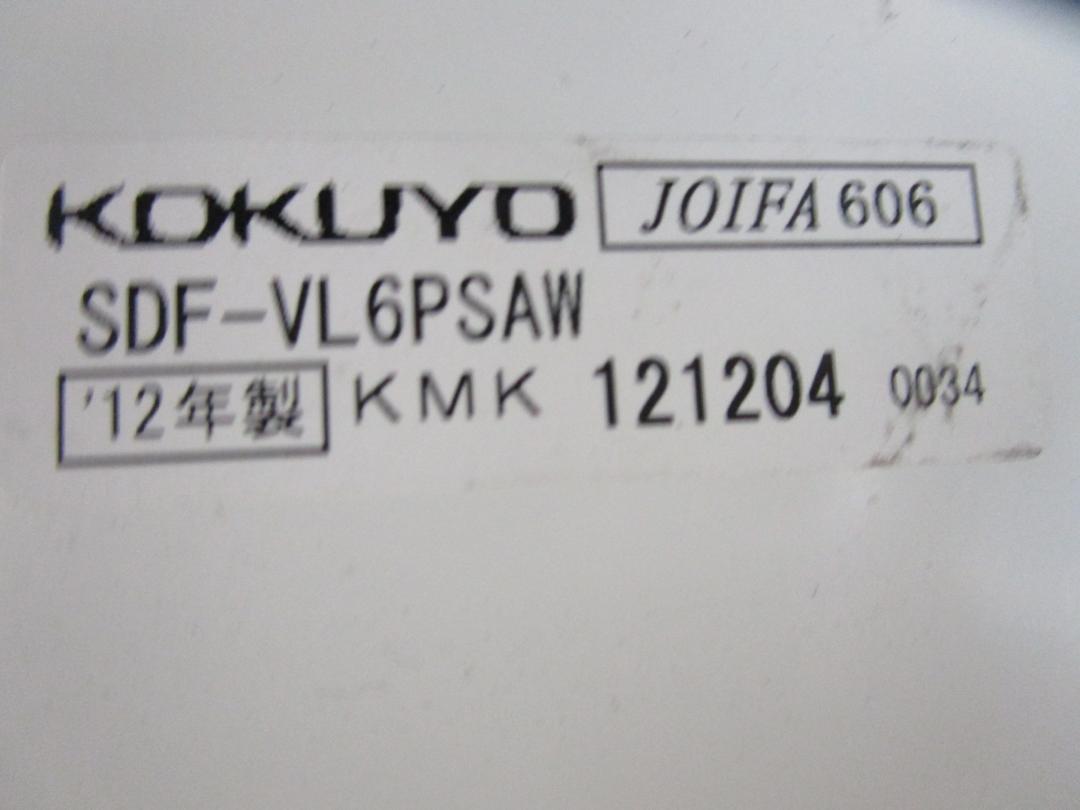 KOKUYO JOIFA 606
SDF-VL6PSAW
'12年製 KMK 121204 0034